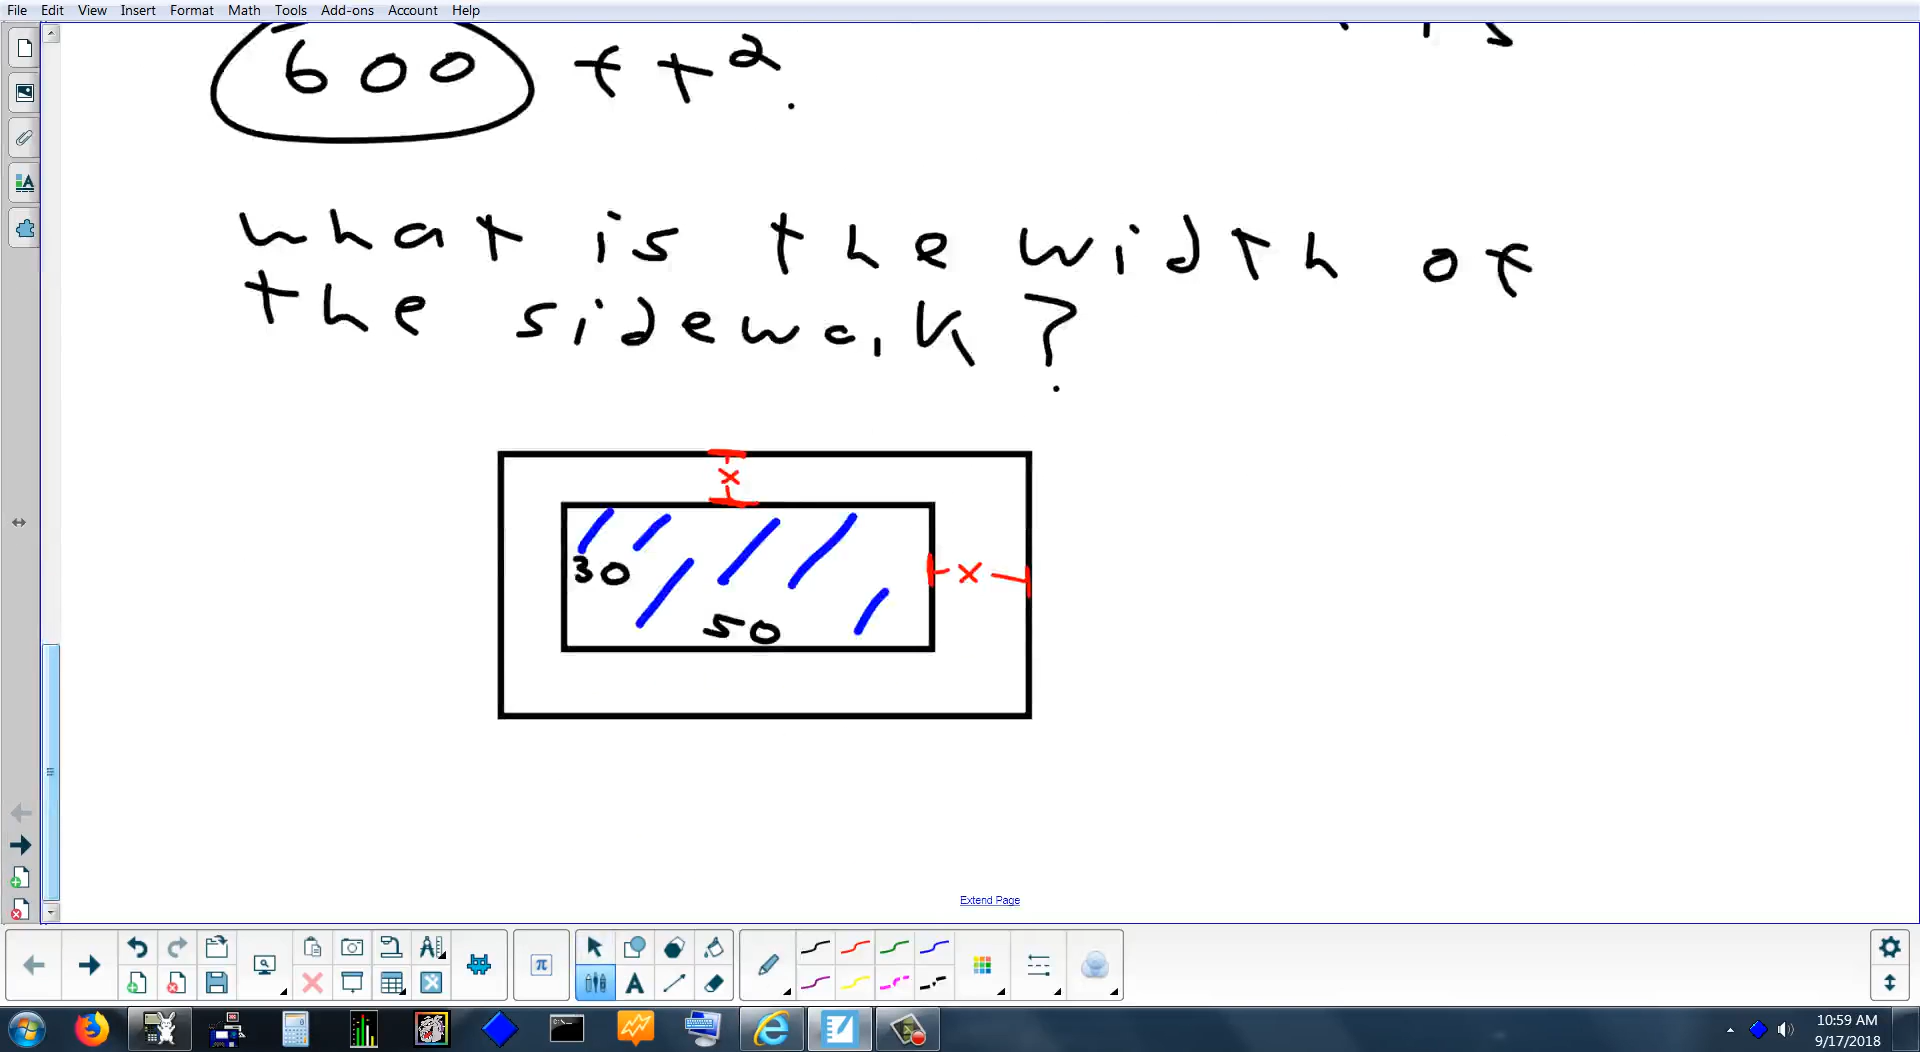 File Edit View Insert Format Math Tools Add-ons Account Help
600 ft².
what is the width of
the sidewalk?
x
30
x
50
Extend Page
π
A
10:59 AM
9/17/2018